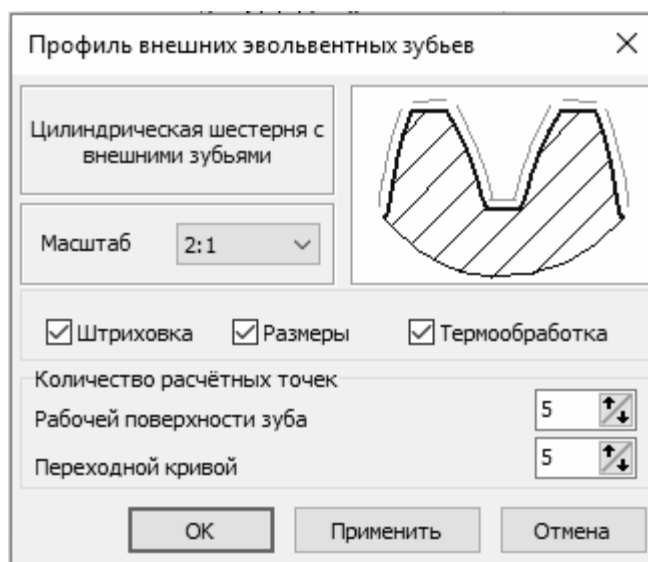 Профиль внешних эвольвентных зубьев
Цилиндрическая шестерня с
внешними зубьями
Масштаб 2:1
Штриховка Размеры Термообработка
Количество расчётных точек
Рабочей поверхности зуба 5
Переходной кривой 5
OK Применить Отмена